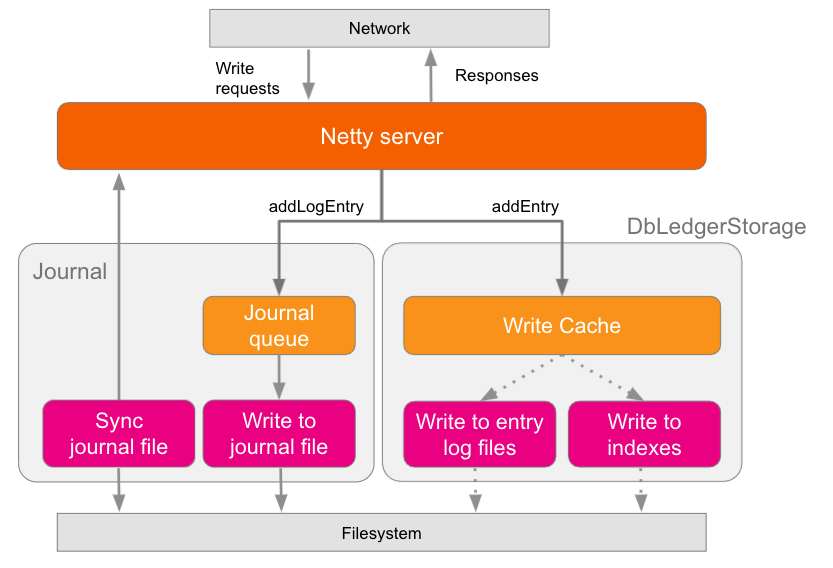 Network
Write
requests
Responses
Netty server
addLogEntry
addEntry
DbLedgerStorage
Journal
Journal
queue
Write Cache
Sync
journal file
Write to
journal file
Write to entry
log files
Write to
indexes
Filesystem